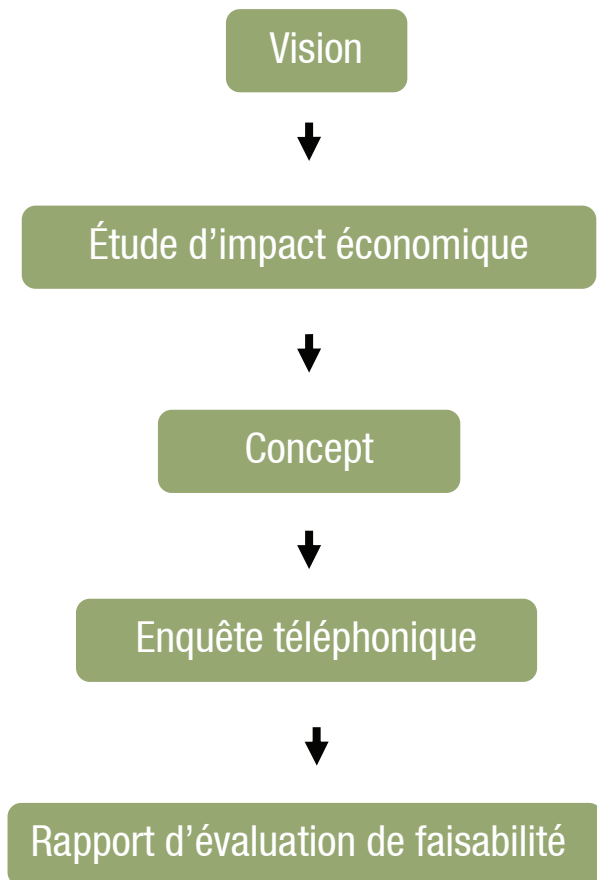 Vision
Étude d’impact économique
Concept
Enquête téléphonique
Rapport d’évaluation de faisabilité